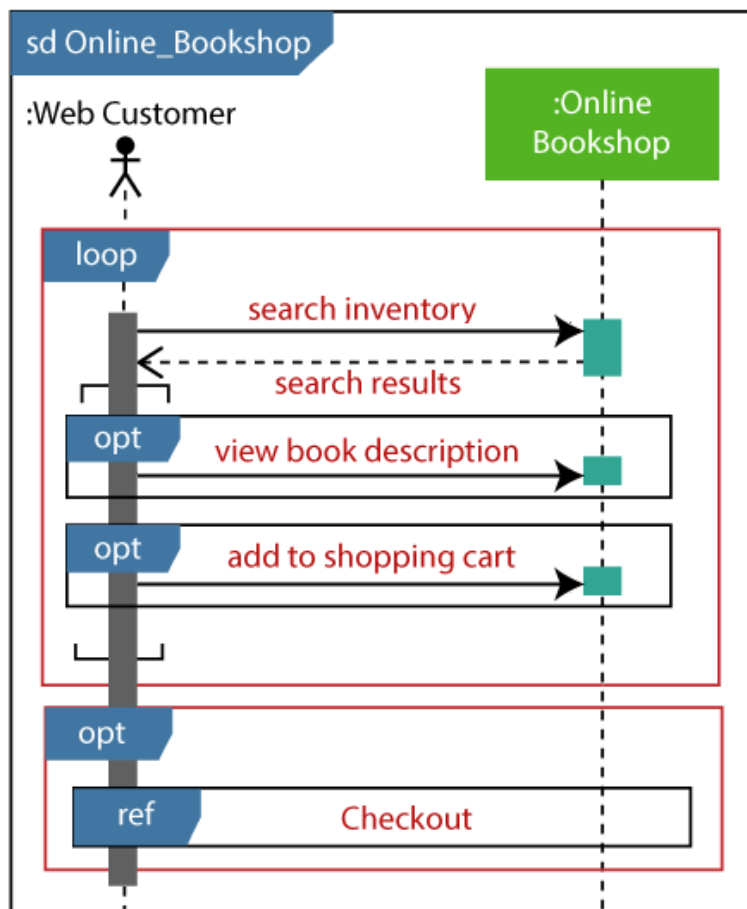 sd Online_Bookshop
:Web Customer
:Online
Bookshop
loop
search inventory
search results
opt
view book description
opt
add to shopping cart
opt
ref
Checkout